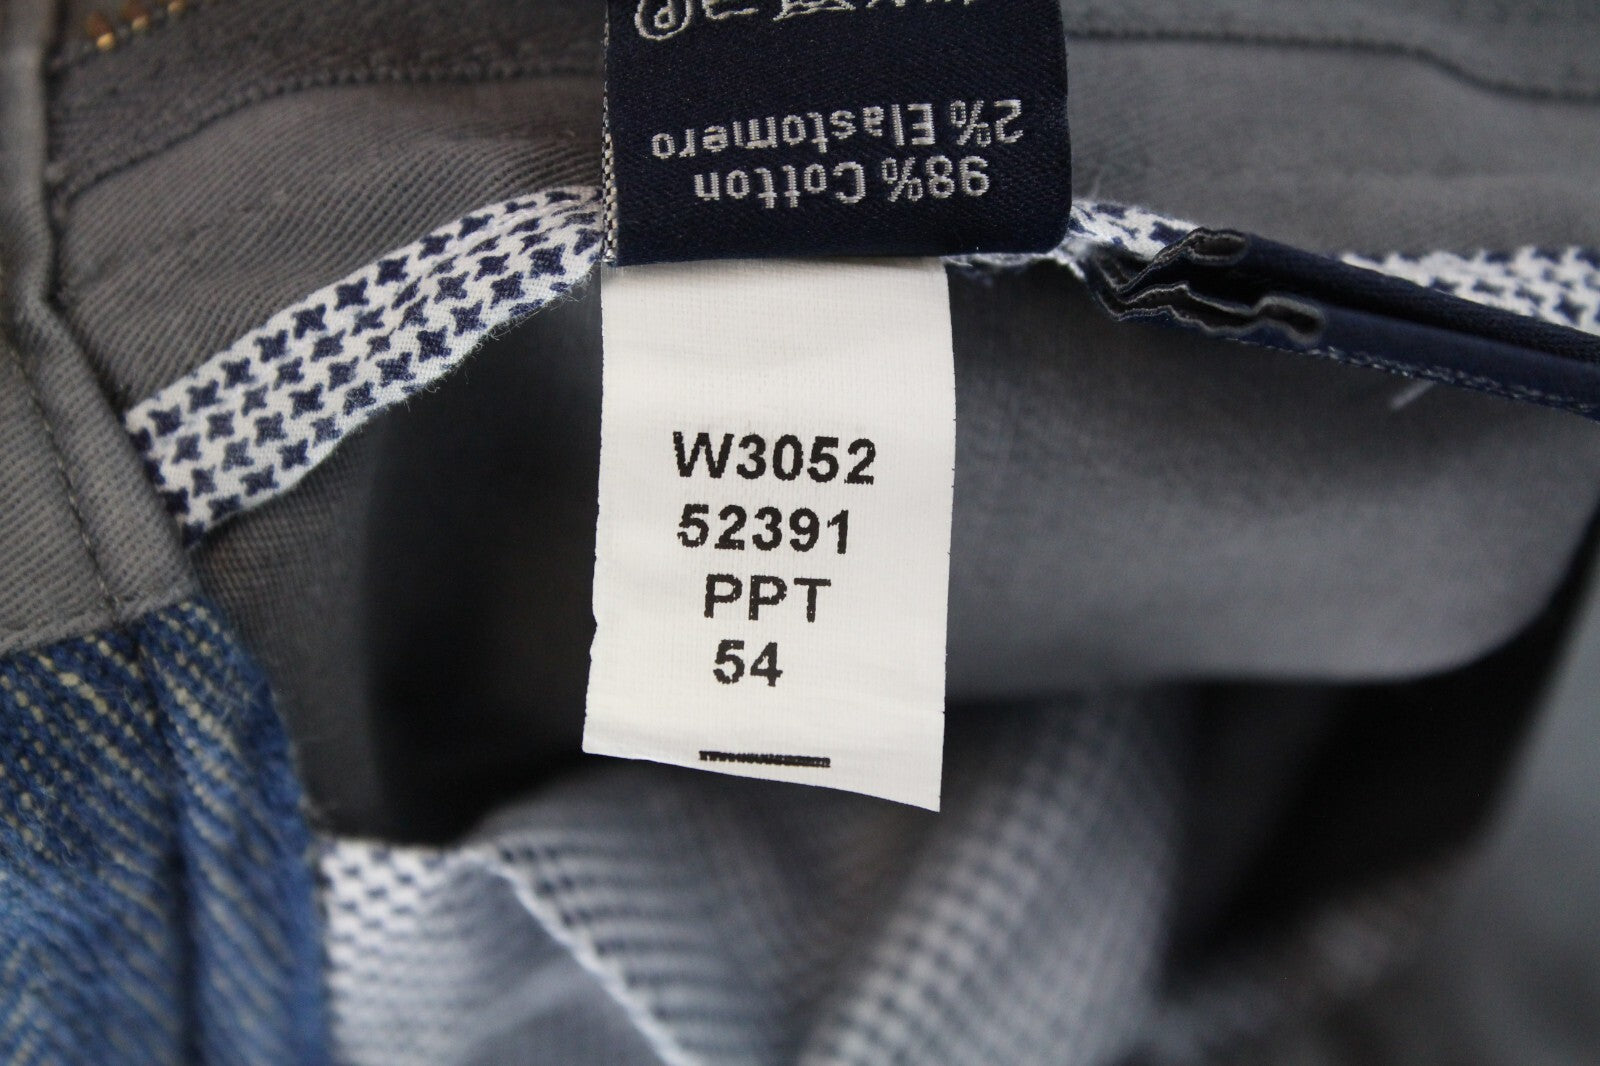 98% Cotton
2% Elastomero
W3052
52391
PPT
54